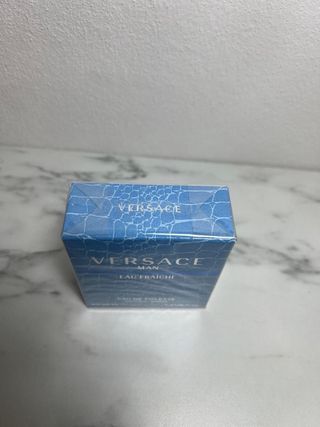 VERSACE
VERSACE
MAN
EAU FRAÎCHE
EAU DE TOILETTE